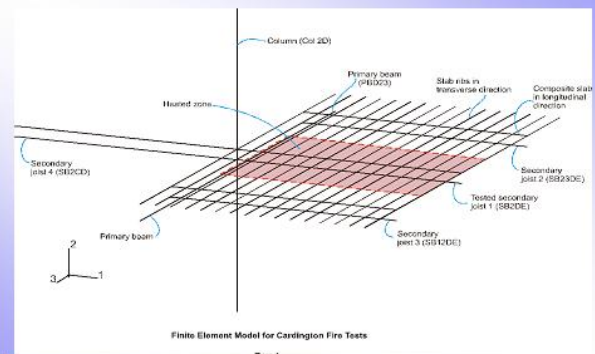 Column (Col 2D)
Primary beam
(PBD23)
Slab ribs in
transverse direction
Composite slab
in longitudinal
direction
Heated zone
Secondary
joist 4 (SB2CD)
Secondary
joist 2 (SB23DE)
Tested secondary
joist 1 (SB2DE)
Secondary
joist 3 (SB12DE)
Primary beam
2
3
1
Finite Element Model for Cardington Fire Tests